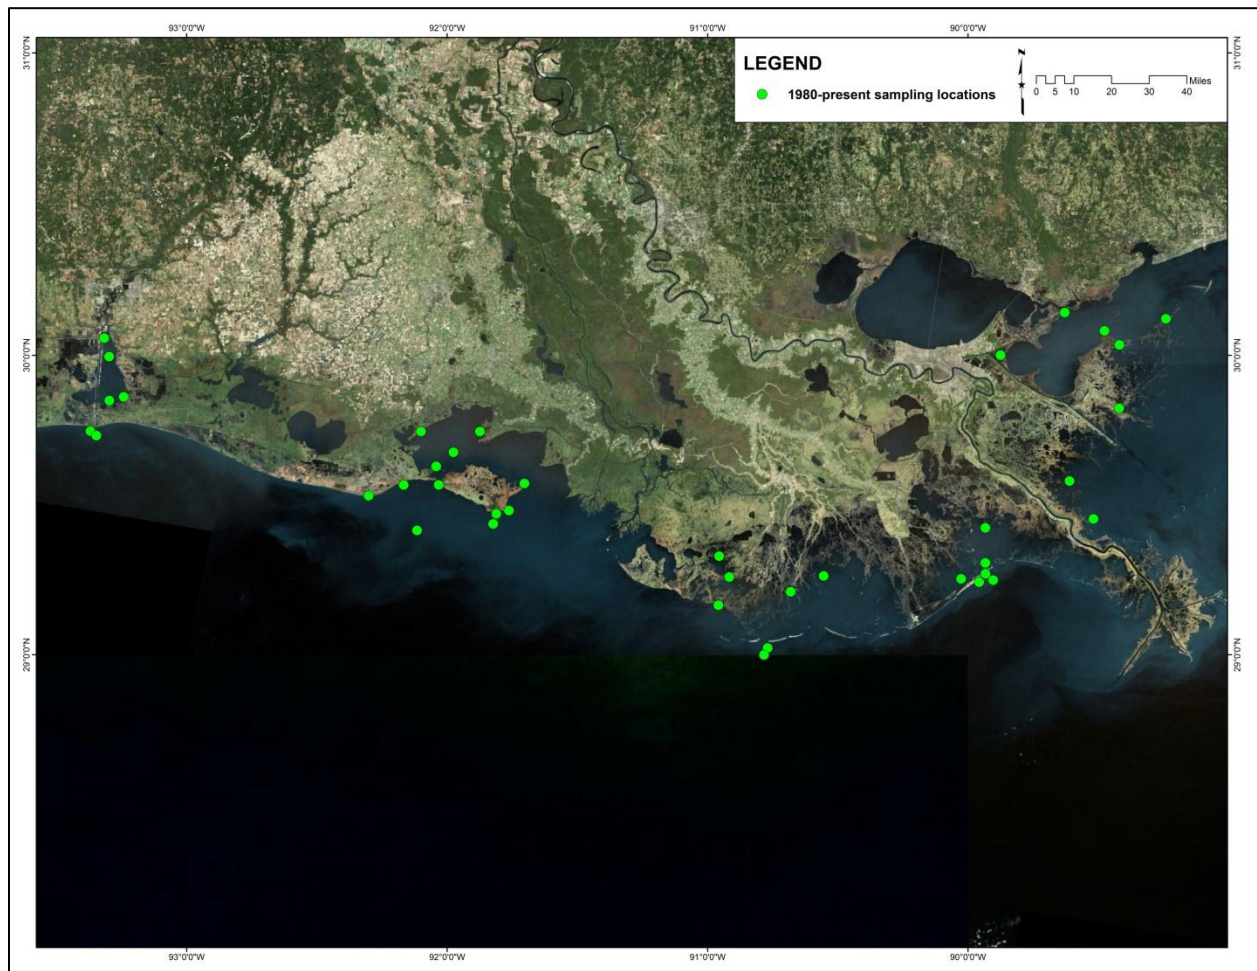 93°0'0"W 92°0'0"W 91°0'0"W 90°0'0"W
31°0'0"N 31°0'0"N
LEGEND
1980-present sampling locations
N
0 5 10 20 30 40 Miles
30°0'0"N 30°0'0"N
29°0'0"N 29°0'0"N
93°0'0"W 92°0'0"W 91°0'0"W 90°0'0"W